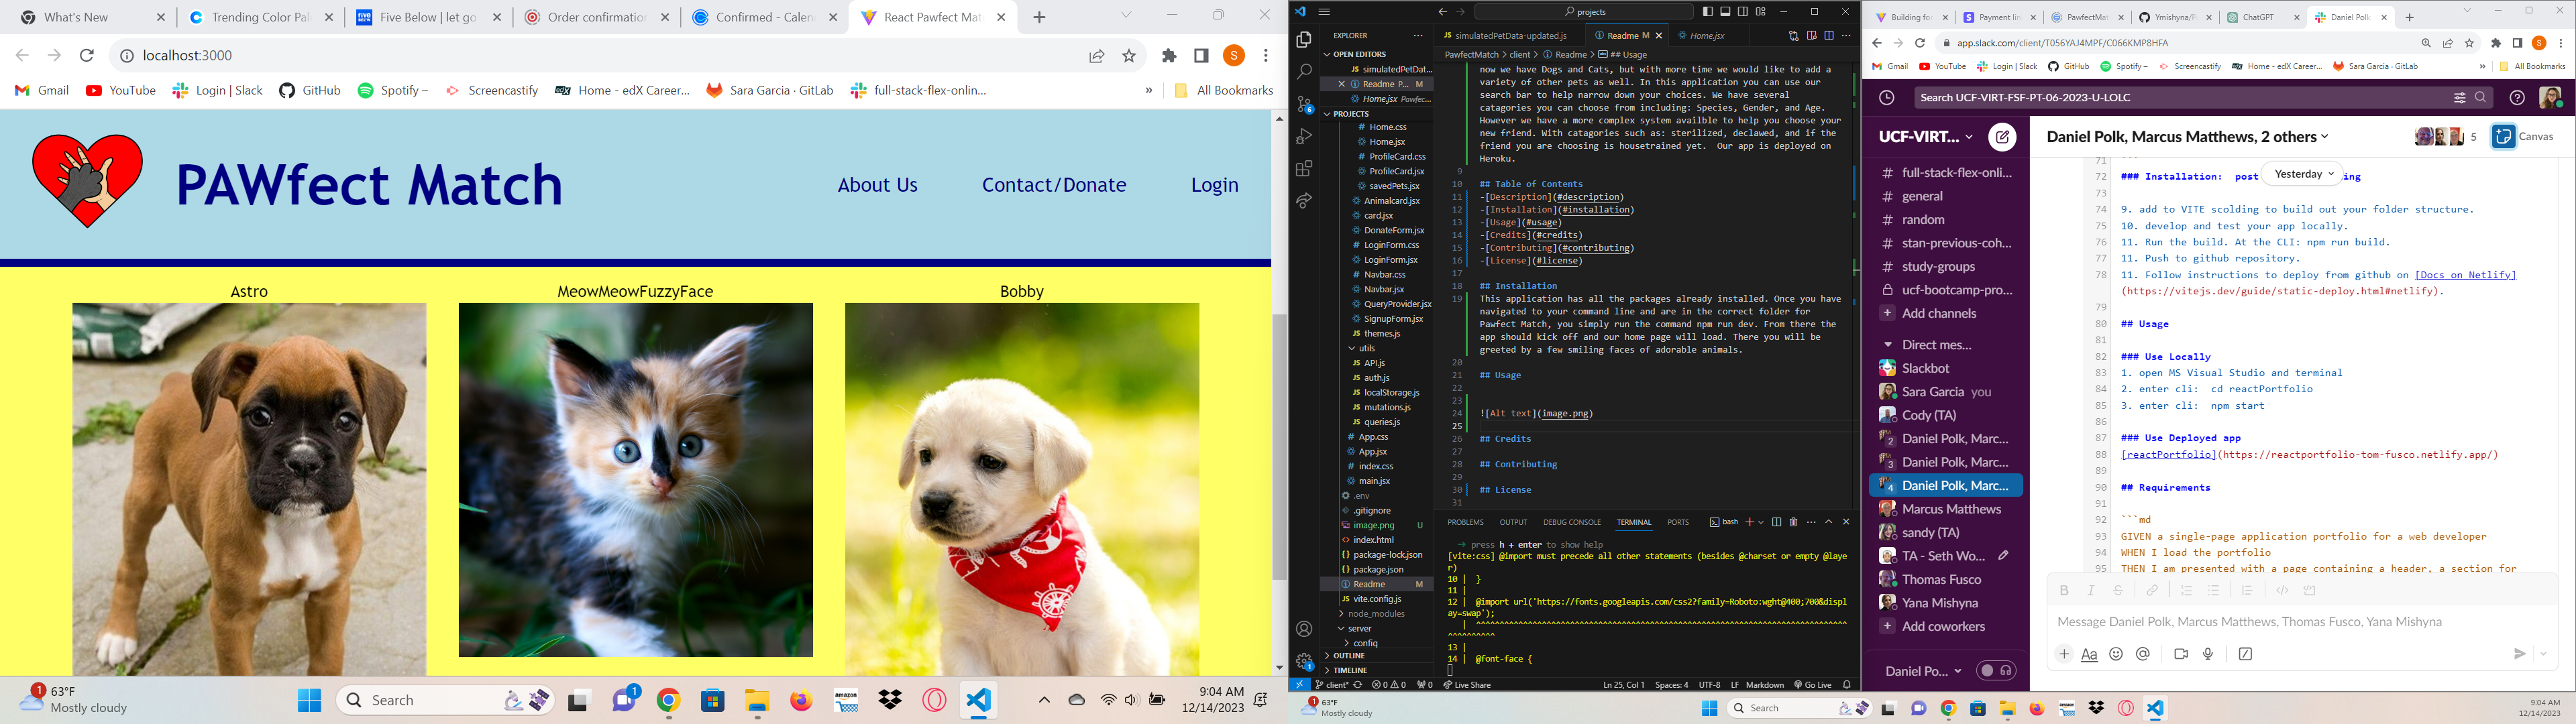 What's New
Trending Color Pal
Five Below | let go
Order confirmation
Confirmed - Calen
React Pawfect Mat
localhost:3000
Gmail
YouTube
Login | Slack
GitHub
Spotify –
Screencastify
Home - edX Career...
Sara Garcia · GitLab
full-stack-flex-onlin...
»
All Bookmarks
PAWfect Match
About Us
Contact/Donate
Login
Astro
MeowMeowFuzzyFace
Bobby
63°F
Mostly cloudy
Search
9:04 AM
12/14/2023
projects
EXPLORER
OPEN EDITORS
simulatedPetDat...
Readme P... M
Home.jsx Pawfec...
PROJECTS
Home.css
Home.jsx
ProfileCard.css
ProfileCard.jsx
savedPets.jsx
Animalcard.jsx
card.jsx
DonateForm.jsx
LoginForm.css
LoginForm.jsx
Navbar.css
Navbar.jsx
QueryProvider.jsx
SignupForm.jsx
themes.js
utils
API.js
auth.js
localStorage.js
mutations.js
queries.js
App.css
App.jsx
index.css
main.jsx
.env
.gitignore
image.png U
index.html
package-lock.json
package.json
Readme M
vite.config.js
node_modules
server
config
OUTLINE
TIMELINE
simulatedPetData-updated.js
Readme M
Home.jsx
PawfectMatch > client > Readme > ## Usage
now we have Dogs and Cats, but with more time we would like to add a
variety of other pets as well. In this application you can use our
search bar to help narrow down your choices. We have several
catagories you can choose from including: Species, Gender, and Age.
However we have a more complex system availble to help you choose your
new friend. With catagories such as: sterilized, declawed, and if the
friend you are choosing is housetrained yet.  Our app is deployed on
Heroku.
9
10 ## Table of Contents
11 -[Description](#description)
12 -[Installation](#installation)
13 -[Usage](#usage)
14 -[Credits](#credits)
15 -[Contributing](#contributing)
16 -[License](#license)
17
18 ## Installation
19 This application has all the packages already installed. Once you have
navigated to your command line and are in the correct folder for
Pawfect Match, you simply run the command npm run dev. From there the
app should kick off and our home page will load. There you will be
greeted by a few smiling faces of adorable animals.
20
21 ## Usage
22
23
24 ![Alt text](image.png)
25
26 ## Credits
27
28 ## Contributing
29
30 ## License
31
PROBLEMS OUTPUT DEBUG CONSOLE TERMINAL PORTS
bash
➜ press h + enter to show help
[vite:css] @import must precede all other statements (besides @charset or empty @laye
r)
10 | }
11 |
12 | @import url('https://fonts.googleapis.com/css2?family=Roboto:wght@400;700&displ
ay=swap');
13 |
14 | @font-face {
client*
0 0
0
Live Share
Ln 25, Col 1
Spaces: 4
UTF-8
LF
Markdown
Go Live
63°F
Mostly cloudy
Search
Building fo
Payment lin
PawfectMat
Ymishyna/P
ChatGPT
Daniel Polk,
app.slack.com/client/T056YAJ4MPF/C066KMP8HFA
Gmail
YouTube
Login | Slack
GitHub
Spotify –
Screencastify
Home - edX Career...
Sara Garcia · GitLab
»
All Bookmarks
Search UCF-VIRT-FSF-PT-06-2023-U-LOLC
UCF-VIRT...
# full-stack-flex-onli...
# general
# random
# stan-previous-coh...
# study-groups
ucf-bootcamp-pro...
Add channels
Direct mes...
Slackbot
Sara Garcia you
Cody (TA)
2 Daniel Polk, Marc...
3 Daniel Polk, Marc...
4 Daniel Polk, Marc...
Marcus Matthews
sandy (TA)
TA - Seth Wo...
Thomas Fusco
Yana Mishyna
Add coworkers
Daniel Po...
Daniel Polk, Marcus Matthews, 2 others
5
Canvas
Yesterday
71 ```
72 ### Installation:  post
73
74 9. add to VITE scolding to build out your folder structure.
75 10. develop and test your app locally.
76 11. Run the build. At the CLI: npm run build.
77 11. Push to github repository.
78 11. Follow instructions to deploy from github on [Docs on Netlify]
(https://vitejs.dev/guide/static-deploy.html#netlify).
79
80 ## Usage
81
82 ### Use Locally
83 1. open MS Visual Studio and terminal
84 2. enter cli:  cd reactPortfolio
85 3. enter cli:  npm start
86
87 ### Use Deployed app
88 [reactPortfolio](https://reactportfolio-tom-fusco.netlify.app/)
89
90 ## Requirements
91
92 ```md
93 GIVEN a single-page application portfolio for a web developer
94 WHEN I load the portfolio
95 THEN I am presented with a page containing a header, a section for
Message Daniel Polk, Marcus Matthews, Thomas Fusco, Yana Mishyna
Aa
9:04 AM
12/14/2023